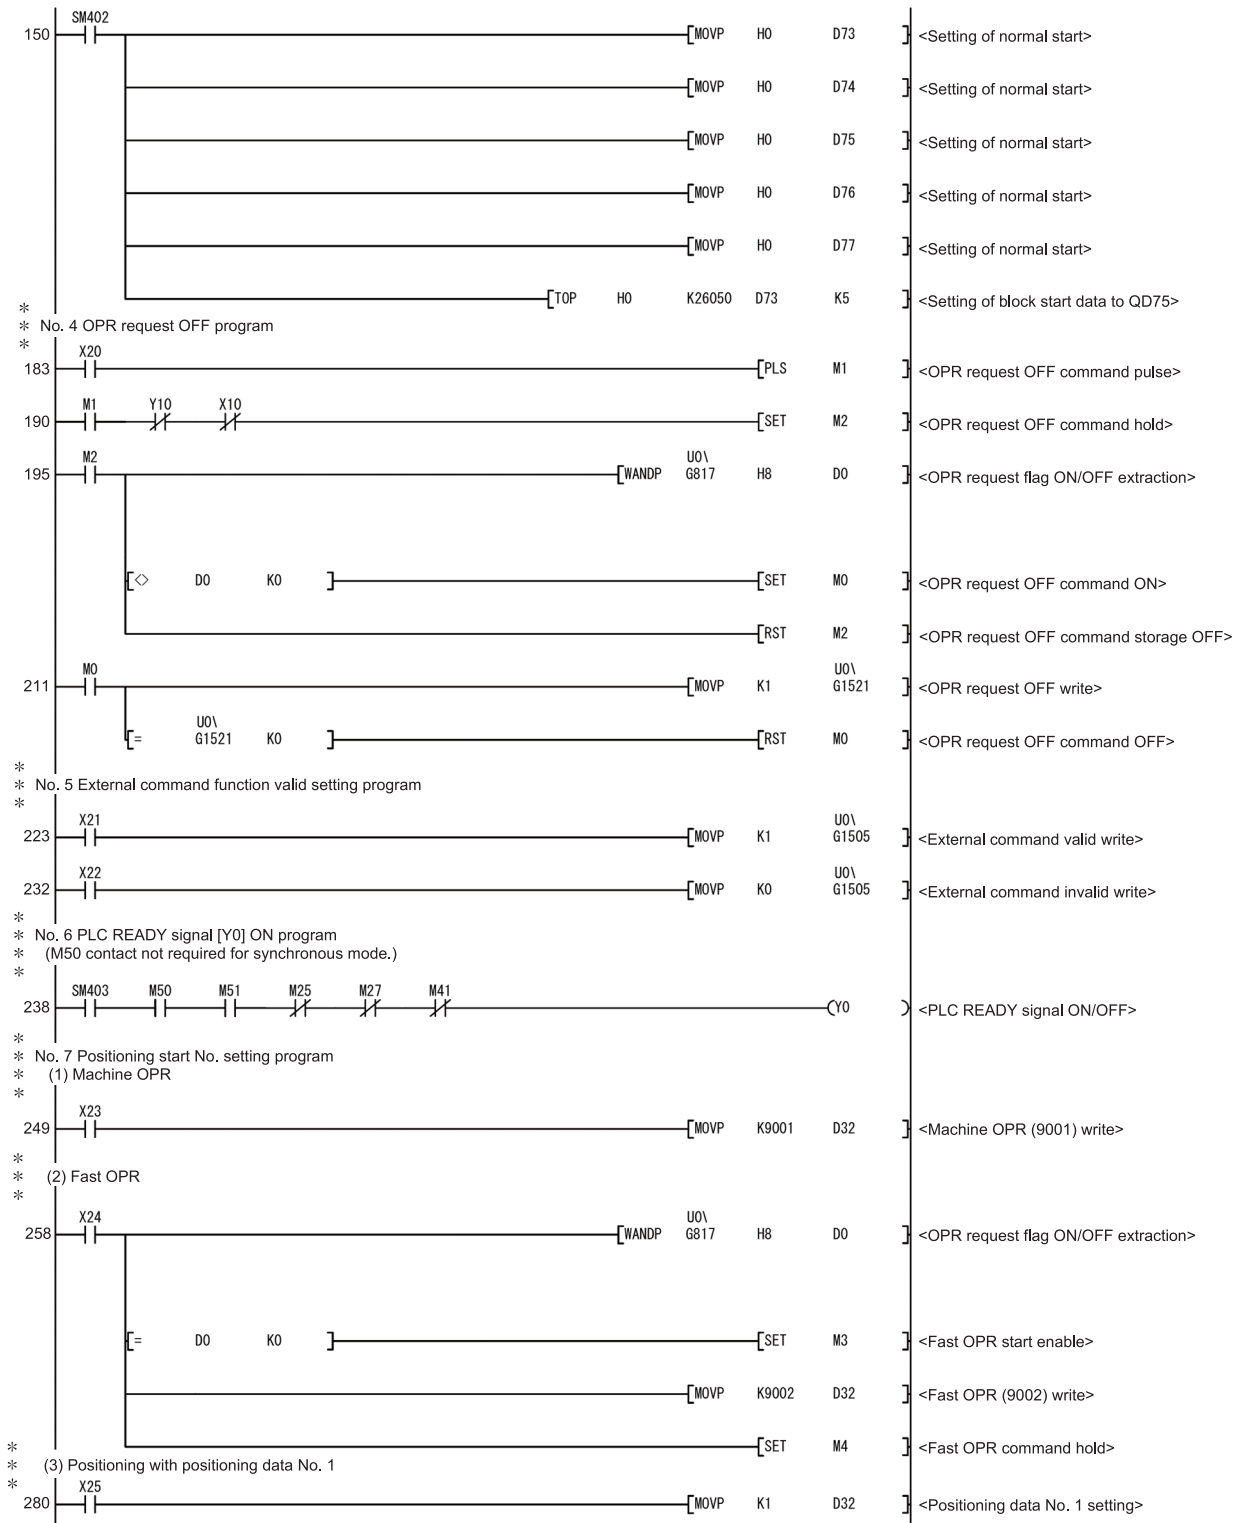 SM402
150 MOVP H0 D73 <Setting of normal start>
MOVP H0 D74 <Setting of normal start>
MOVP H0 D75 <Setting of normal start>
MOVP H0 D76 <Setting of normal start>
MOVP H0 D77 <Setting of normal start>
TOP H0 K26050 D73 K5 <Setting of block start data to QD75>
*
* No. 4 OPR request OFF program
*
X20
183 PLS M1 <OPR request OFF command pulse>
M1 Y10 X10
190 SET M2 <OPR request OFF command hold>
M2 U0\
195 WANDP G817 H8 D0 <OPR request flag ON/OFF extraction>
<> D0 K0 SET M0 <OPR request OFF command ON>
RST M2 <OPR request OFF command storage OFF>
M0 U0\
211 MOVP K1 G1521 <OPR request OFF write>
U0\
= G1521 K0 RST M0 <OPR request OFF command OFF>
*
* No. 5 External command function valid setting program
*
X21 U0\
223 MOVP K1 G1505 <External command valid write>
X22 U0\
232 MOVP K0 G1505 <External command invalid write>
*
* No. 6 PLC READY signal [Y0] ON program
* (M50 contact not required for synchronous mode.)
*
SM403 M50 M51 M25 M27 M41
238 Y0 <PLC READY signal ON/OFF>
*
* No. 7 Positioning start No. setting program
* (1) Machine OPR
*
X23
249 MOVP K9001 D32 <Machine OPR (9001) write>
*
* (2) Fast OPR
*
X24 U0\
258 WANDP G817 H8 D0 <OPR request flag ON/OFF extraction>
= D0 K0 SET M3 <Fast OPR start enable>
MOVP K9002 D32 <Fast OPR (9002) write>
SET M4 <Fast OPR command hold>
*
* (3) Positioning with positioning data No. 1
*
X25
280 MOVP K1 D32 <Positioning data No. 1 setting>